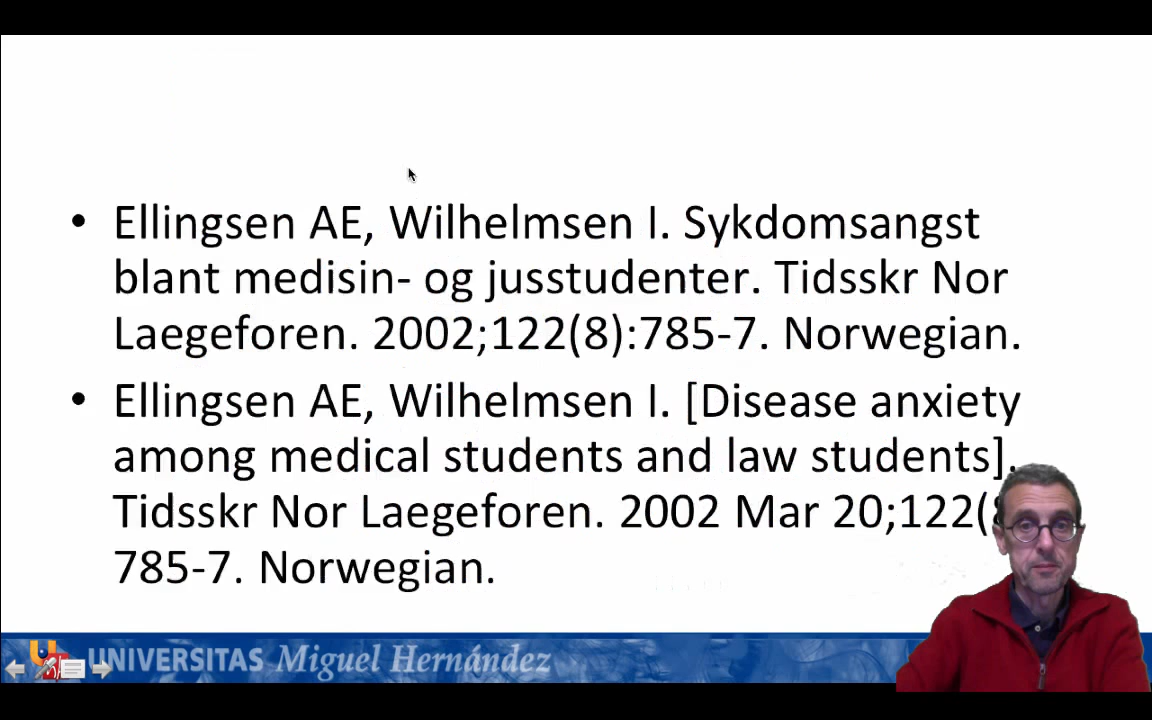 • Ellingsen AE, Wilhelmsen I. Sykdomsangst
blant medisin- og jusstudenter. Tidsskr Nor
Laegeforen. 2002;122(8):785-7. Norwegian.
• Ellingsen AE, Wilhelmsen I. [Disease anxiety
among medical students and law students].
Tidsskr Nor Laegeforen. 2002 Mar 20;122(
785-7. Norwegian.
UNIVERSITAS Miguel Hernández